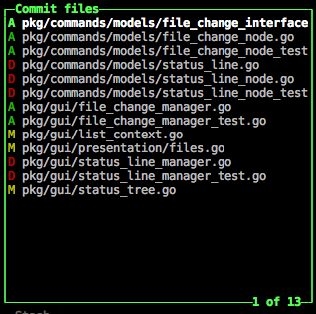 Commit files
A pkg/commands/models/file_change_interface
A pkg/commands/models/file_change_node.go
A pkg/commands/models/file_change_node_test
D pkg/commands/models/status_line.go
D pkg/commands/models/status_line_node.go
D pkg/commands/models/status_line_node_test
A pkg/gui/file_change_manager.go
A pkg/gui/file_change_manager_test.go
M pkg/gui/list_context.go
M pkg/gui/presentation/files.go
D pkg/gui/status_line_manager.go
D pkg/gui/status_line_manager_test.go
M pkg/gui/status_tree.go
1 of 13
Stash